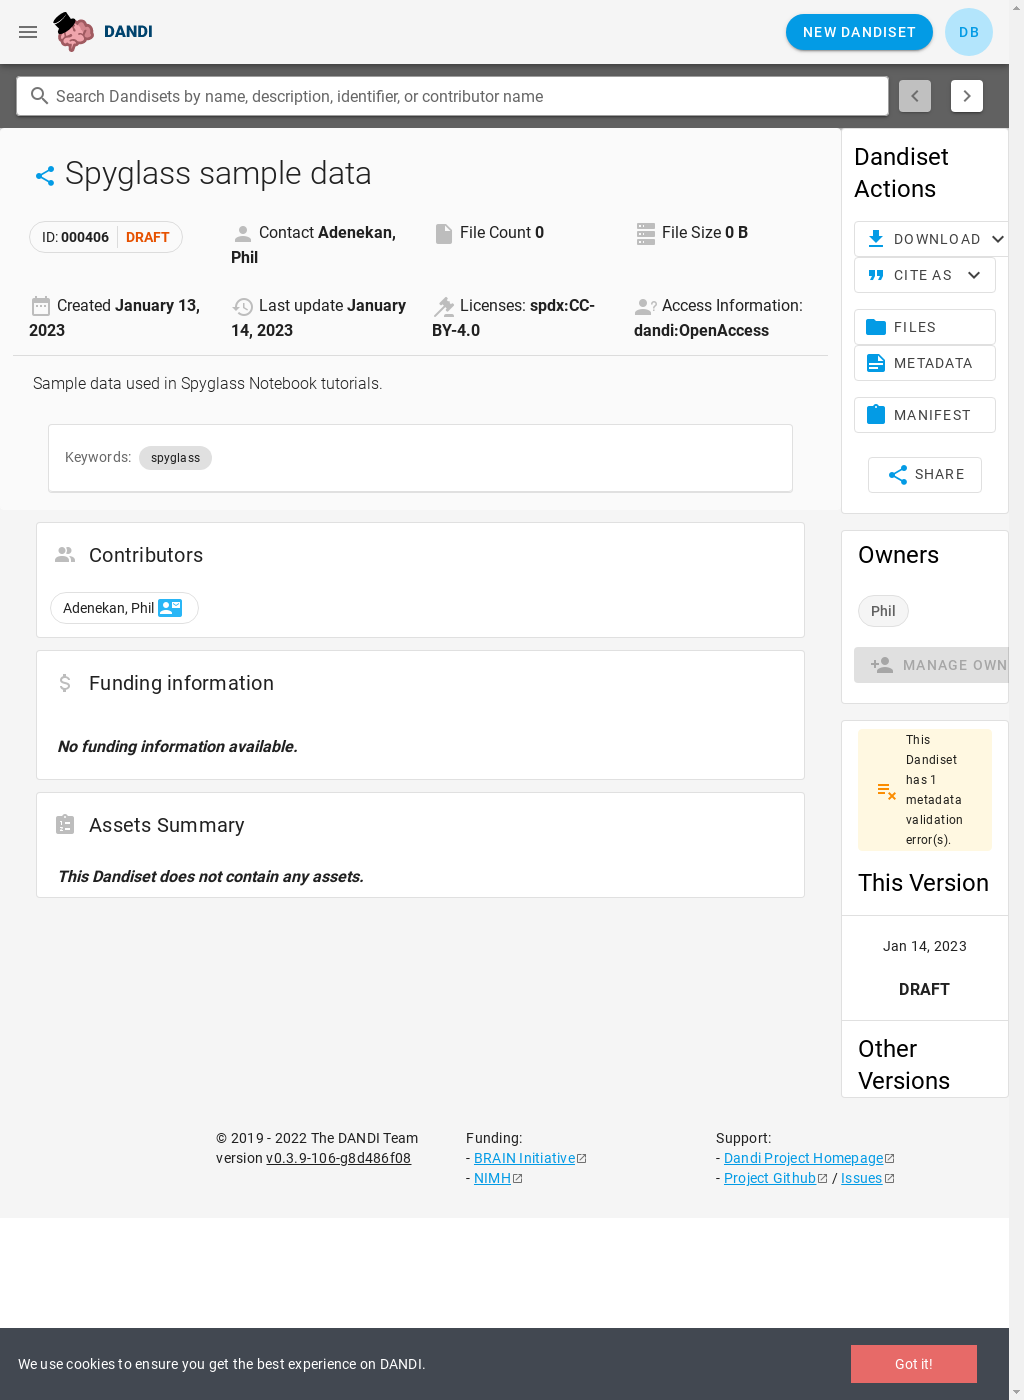 DANDI
NEW DANDISET
DB
Search Dandisets by name, description, identifier, or contributor name
Spyglass sample data
ID: 000406 DRAFT
Contact Adenekan, Phil
File Count 0
File Size 0 B
Created January 13, 2023
Last update January 14, 2023
Licenses: spdx:CC-BY-4.0
Access Information: dandi:OpenAccess
Sample data used in Spyglass Notebook tutorials.
Keywords: spyglass
Contributors
Adenekan, Phil
Funding information
No funding information available.
Assets Summary
This Dandiset does not contain any assets.
Dandiset
Actions
DOWNLOAD
CITE AS
FILES
METADATA
MANIFEST
SHARE
Owners
Phil
MANAGE OWN
This
Dandiset
has 1
metadata
validation
error(s).
This Version
Jan 14, 2023
DRAFT
Other
Versions
© 2019 - 2022 The DANDI Team
version v0.3.9-106-g8d486f08
Funding:
- BRAIN Initiative
- NIMH
Support:
- Dandi Project Homepage
- Project Github / Issues
We use cookies to ensure you get the best experience on DANDI.
Got it!